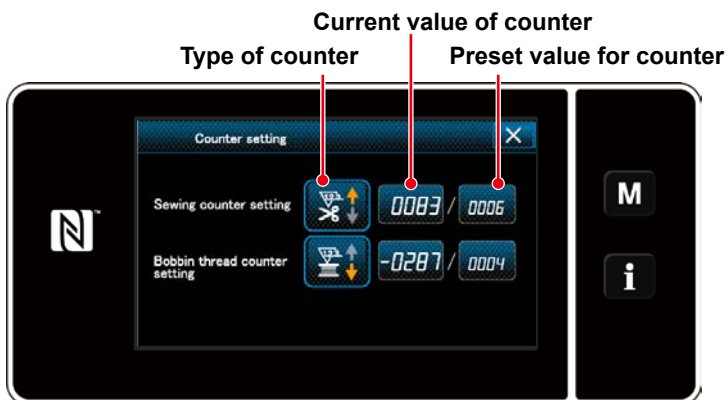 Current value of counter
Type of counter Preset value for counter
Counter setting X
Sewing counter setting 0083 / 0006
M
Bobbin thread counter
setting -0287 / 0004
i